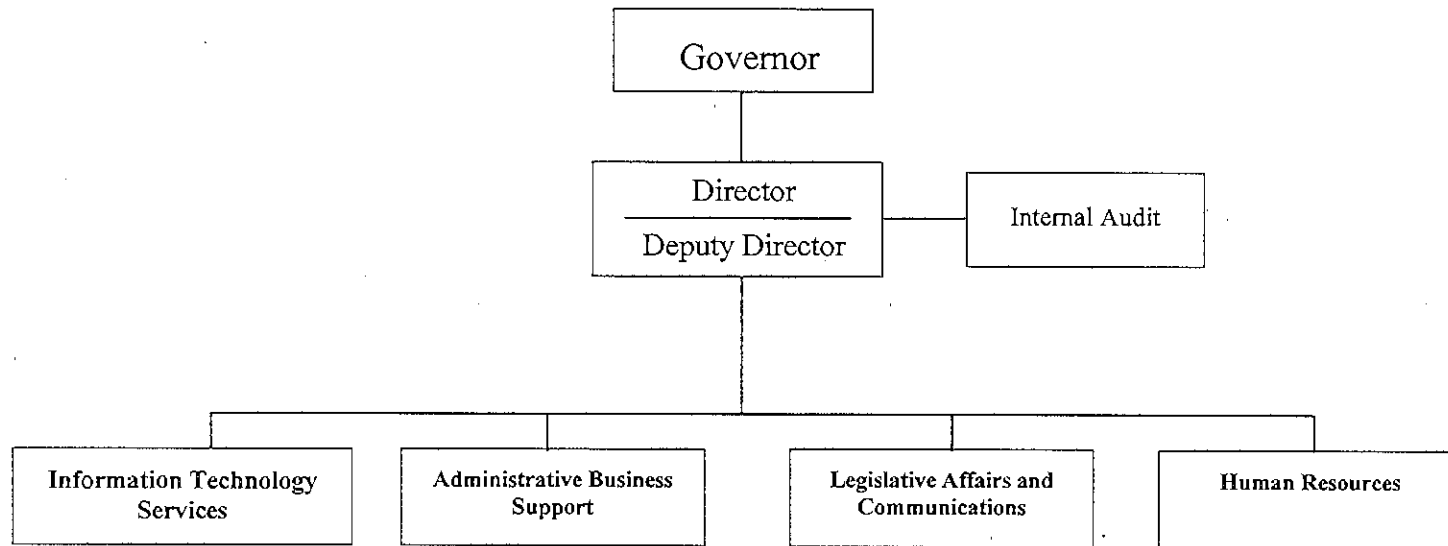 Governor
Director
Deputy Director
Internal Audit
Information Technology
Services
Administrative Business
Support
Legislative Affairs and
Communications
Human Resources